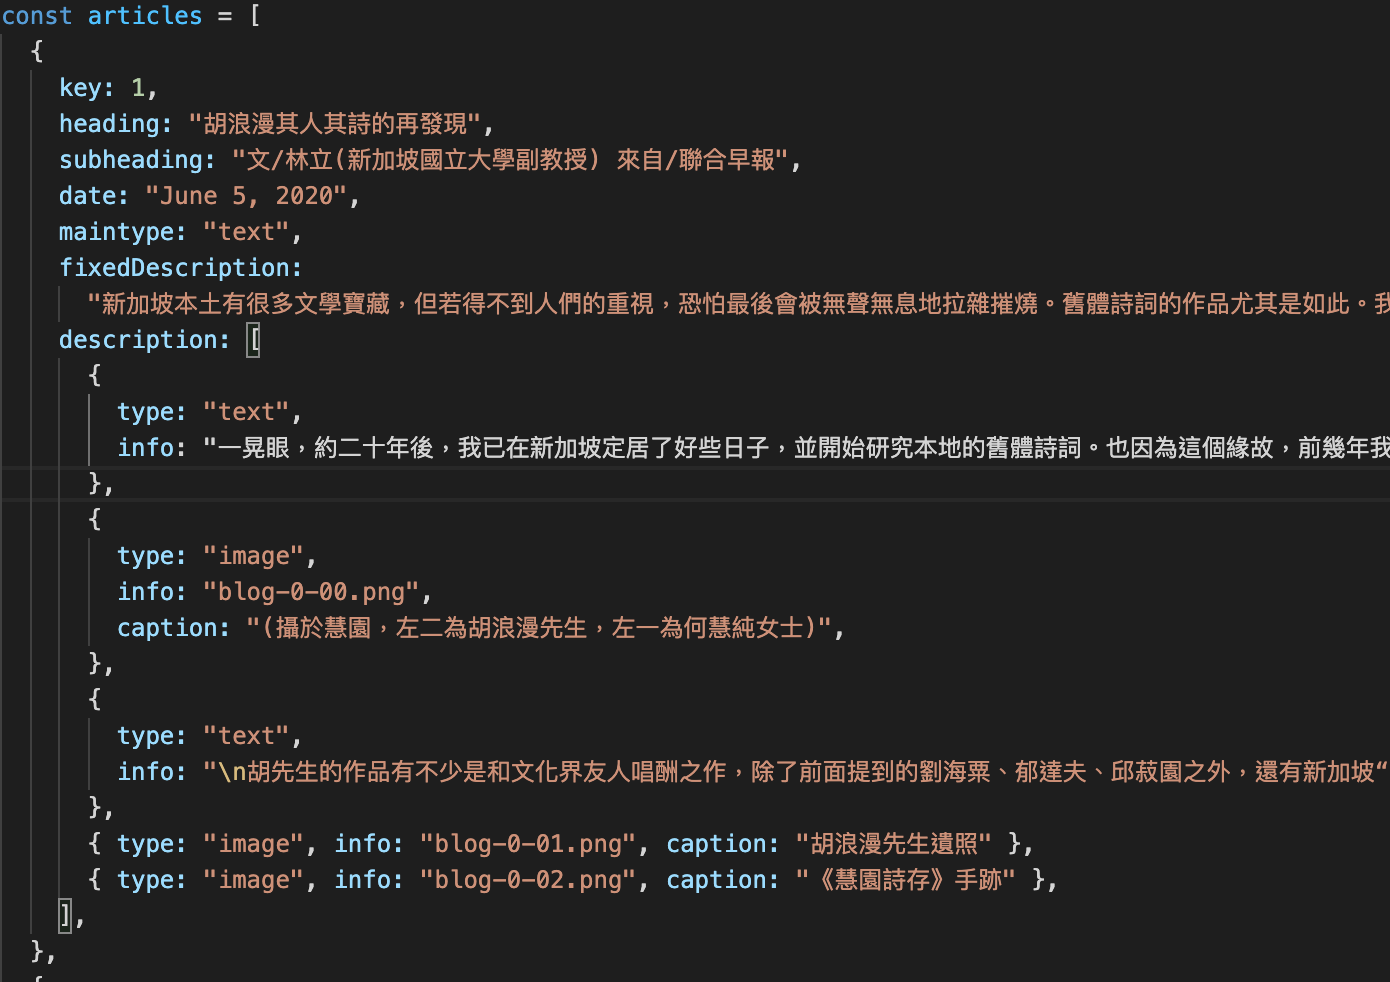 const articles = [
{
key: 1,
heading: "胡浪漫其人其詩的再發現",
subheading: "文/林立(新加坡國立大學副教授) 來自/聯合早報",
date: "June 5, 2020",
maintype: "text",
fixedDescription:
"新加坡本土有很多文學寶藏，但若得不到人們的重視，恐怕最後會被無聲無息地拉雜摧燒。舊體詩詞的作品尤其是如此。我
description: [
{
type: "text",
info: "一晃眼，約二十年後，我已在新加坡定居了好些日子，並開始研究本地的舊體詩詞。也因為這個緣故，前幾年我
},
{
type: "image",
info: "blog-0-00.png",
caption: "(攝於慧園，左二為胡浪漫先生，左一為何慧純女士)",
},
{
type: "text",
info: "\n胡先生的作品有不少是和文化界友人唱酬之作，除了前面提到的劉海粟、郁達夫、邱菽園之外，還有新加坡“
},
{ type: "image", info: "blog-0-01.png", caption: "胡浪漫先生遺照" },
{ type: "image", info: "blog-0-02.png", caption: "《慧園詩存》手跡" },
],
},